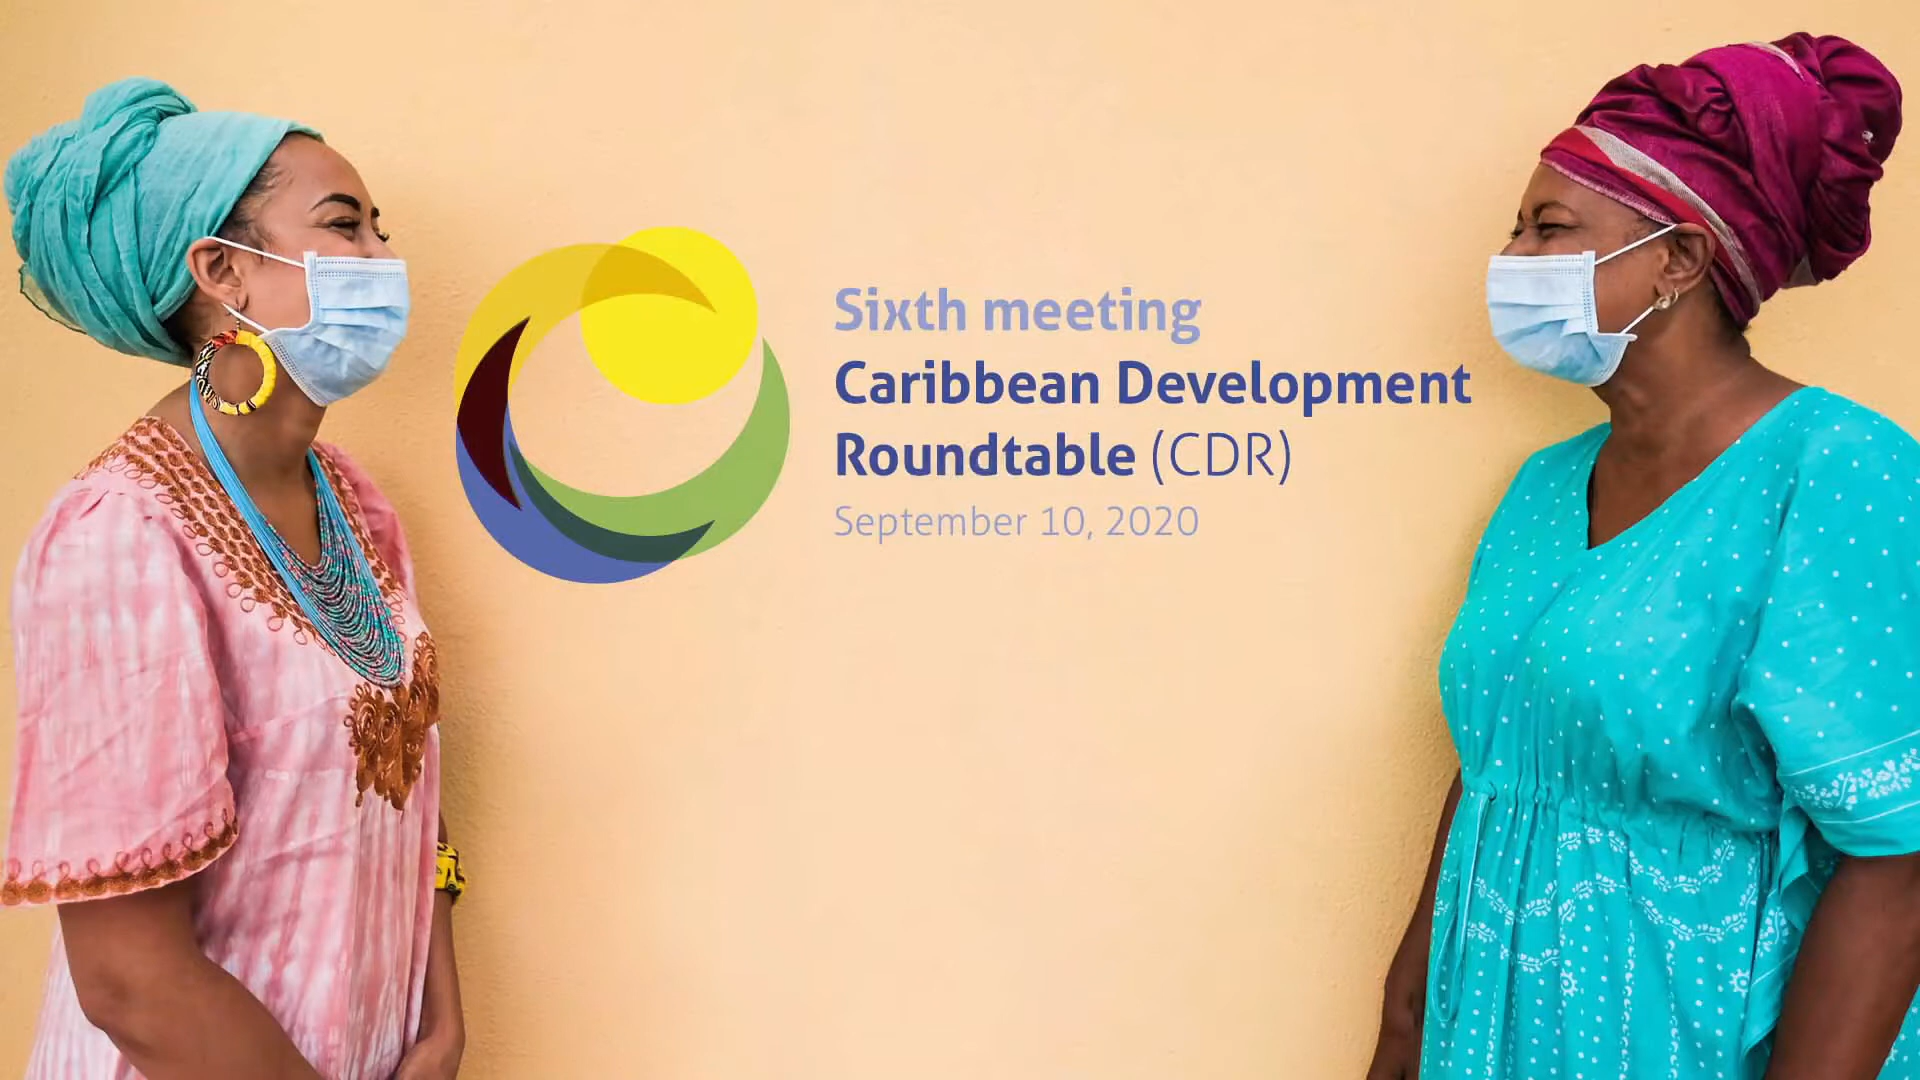 Sixth meeting
Caribbean Development
Roundtable (CDR)
September 10, 2020